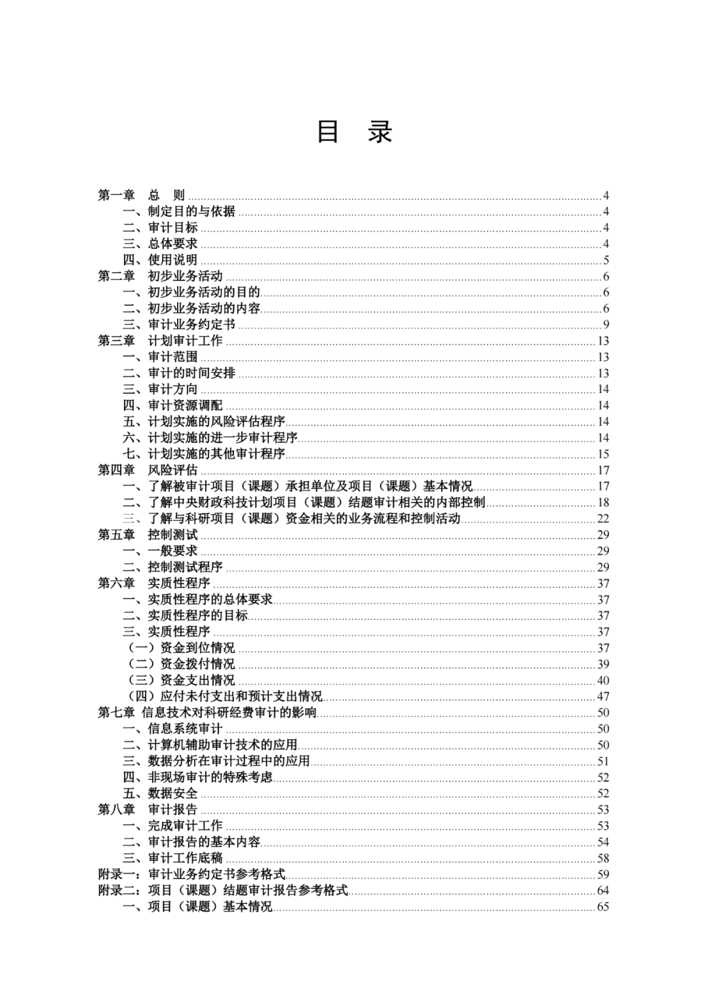 目 录
第一章 总 则 4
一、制定目的与依据 4
二、审计目标 4
三、总体要求 4
四、使用说明 5
第二章 初步业务活动 6
一、初步业务活动的目的 6
二、初步业务活动的内容 6
三、审计业务约定书 9
第三章 计划审计工作 13
一、审计范围 13
二、审计的时间安排 13
三、审计方向 14
四、审计资源调配 14
五、计划实施的风险评估程序 14
六、计划实施的进一步审计程序 14
七、计划实施的其他审计程序 15
第四章 风险评估 17
一、了解被审计项目（课题）承担单位及项目（课题）基本情况 17
二、了解中央财政科技计划项目（课题）结题审计相关的内部控制 18
三、了解与科研项目（课题）资金相关的业务流程和控制活动 22
第五章 控制测试 29
一、一般要求 29
二、控制测试程序 29
第六章 实质性程序 37
一、实质性程序的总体要求 37
二、实质性程序的目标 37
三、实质性程序 37
（一）资金到位情况 37
（二）资金拨付情况 39
（三）资金支出情况 40
（四）应付未付支出和预计支出情况 47
第七章 信息技术对科研经费审计的影响 50
一、信息系统审计 50
二、计算机辅助审计技术的应用 50
三、数据分析在审计过程中的应用 51
四、非现场审计的特殊考虑 52
五、数据安全 52
第八章 审计报告 53
一、完成审计工作 53
二、审计报告的基本内容 54
三、审计工作底稿 58
附录一：审计业务约定书参考格式 59
附录二：项目（课题）结题审计报告参考格式 64
一、项目（课题）基本情况 65